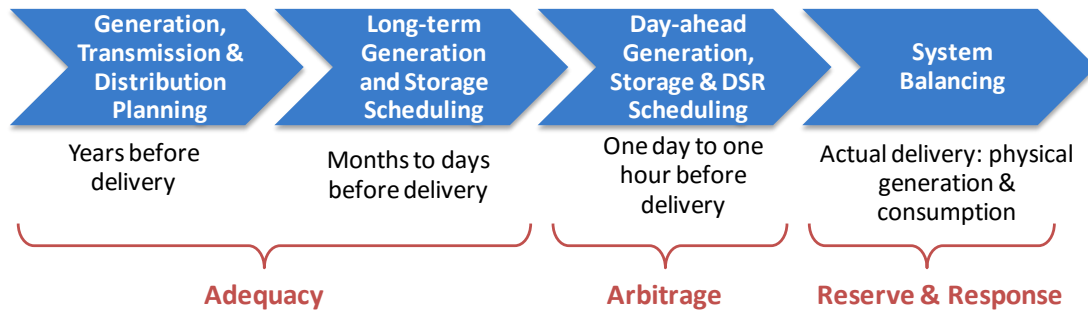 Generation,
Transmission &
Distribution
Planning
Long-term
Generation
and Storage
Scheduling
Day-ahead
Generation,
Storage & DSR
Scheduling
System
Balancing
Years before
delivery
Months to days
before delivery
One day to one
hour before
delivery
Actual delivery: physical
generation &
consumption
Adequacy
Arbitrage
Reserve & Response